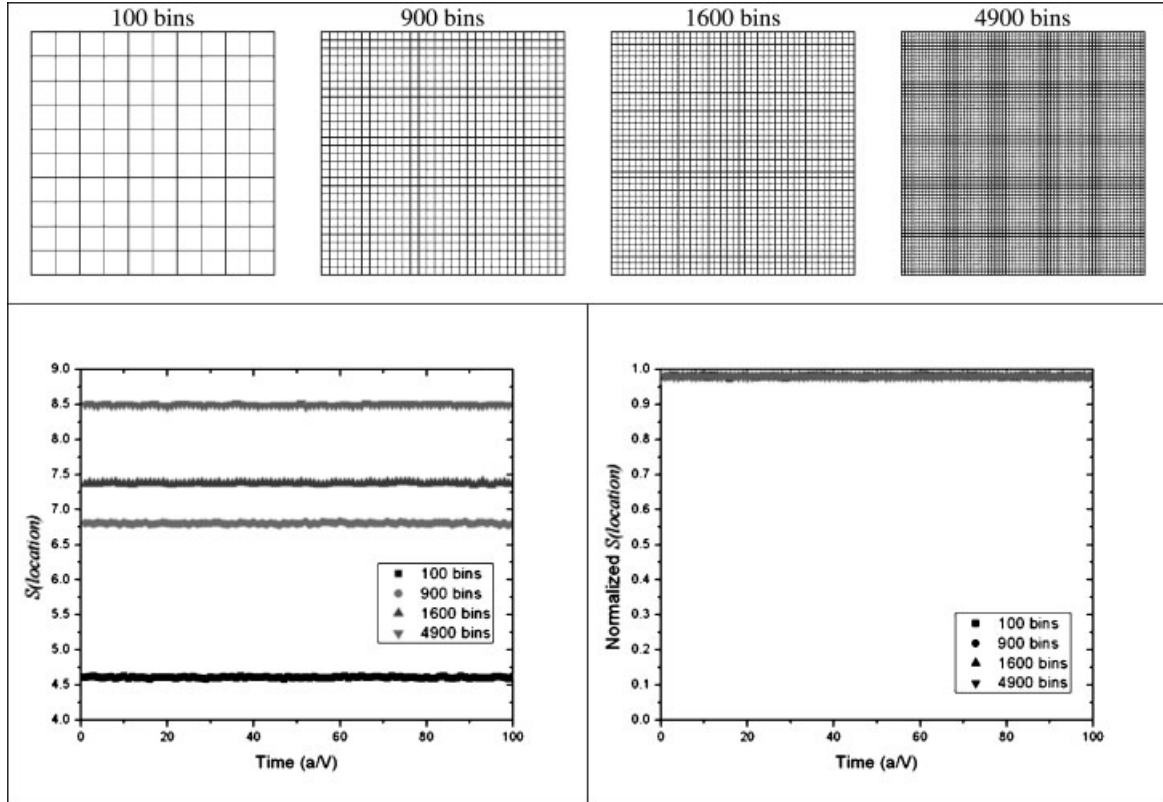 100 bins 900 bins 1600 bins 4900 bins
S(location)
9.0
8.5
8.0
7.5
7.0
6.5
6.0
5.5
5.0
4.5
4.0
100 bins
900 bins
1600 bins
4900 bins
0 20 40 60 80 100
Time (a/V)
Normalized S(location)
1.0
0.9
0.8
0.7
0.6
0.5
0.4
0.3
0.2
0.1
0.0
100 bins
900 bins
1600 bins
4900 bins
0 20 40 60 80 100
Time (a/V)